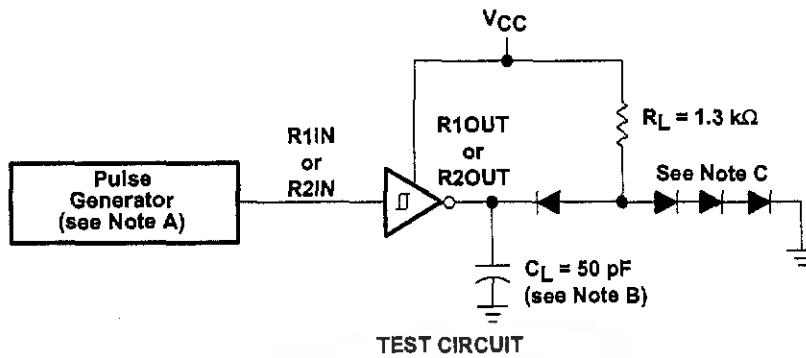 VCC
RL = 1.3 kΩ
R1IN
or
R2IN
R1OUT
or
R2OUT
See Note C
Pulse
Generator
(see Note A)
CL = 50 pF
(see Note B)
TEST CIRCUIT